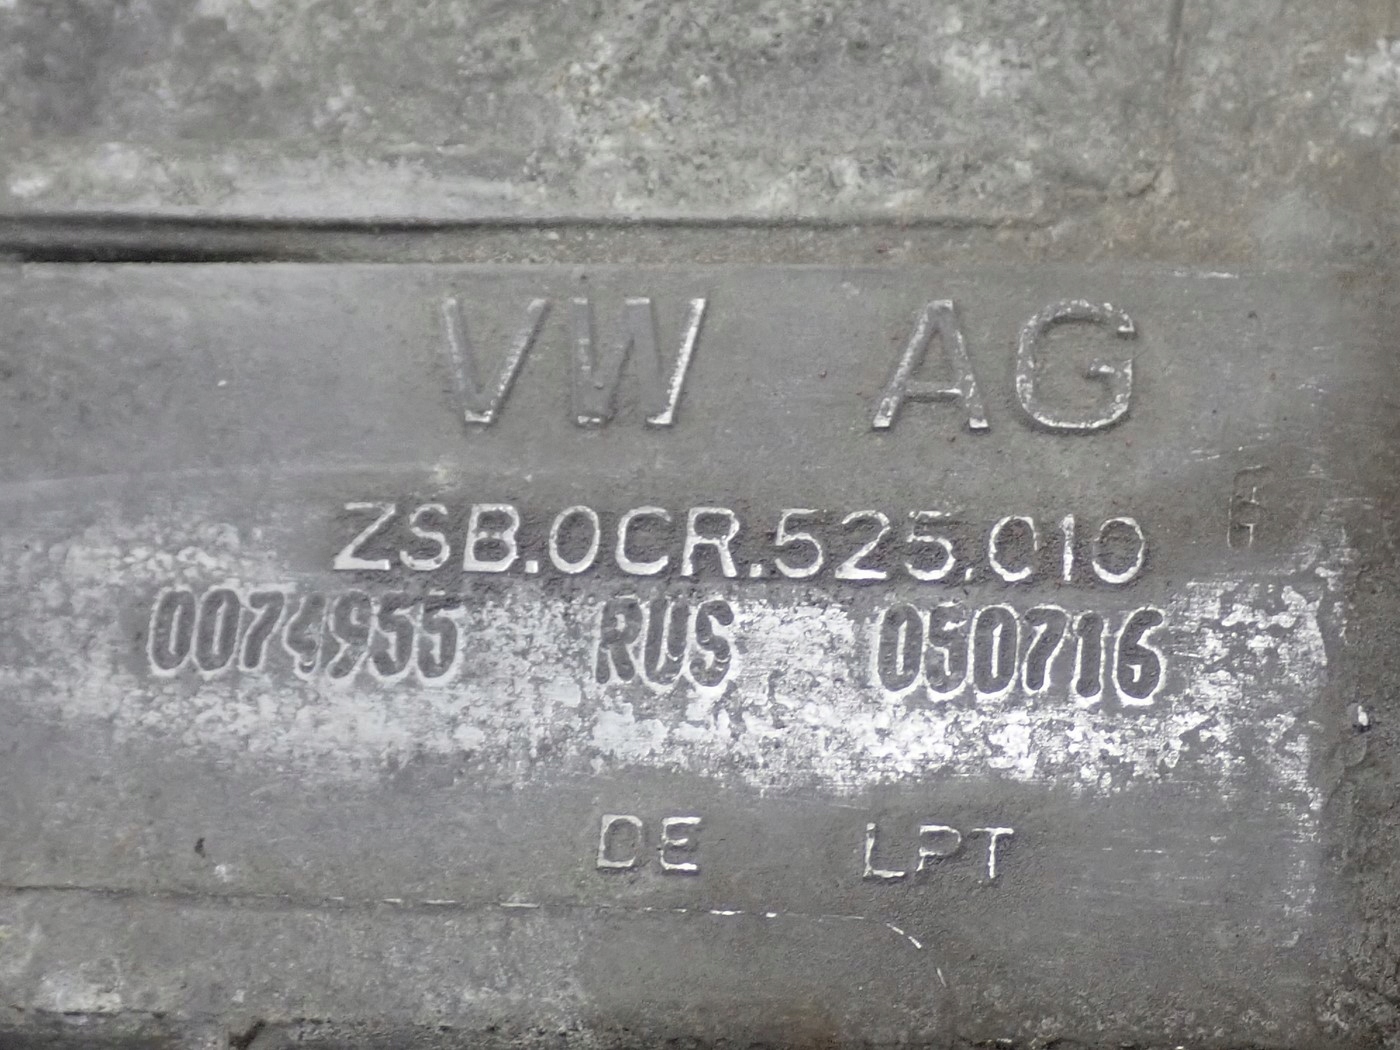 VW AG
ZSB.0CR.525.010
0074955 RUS 050716
DE LPT